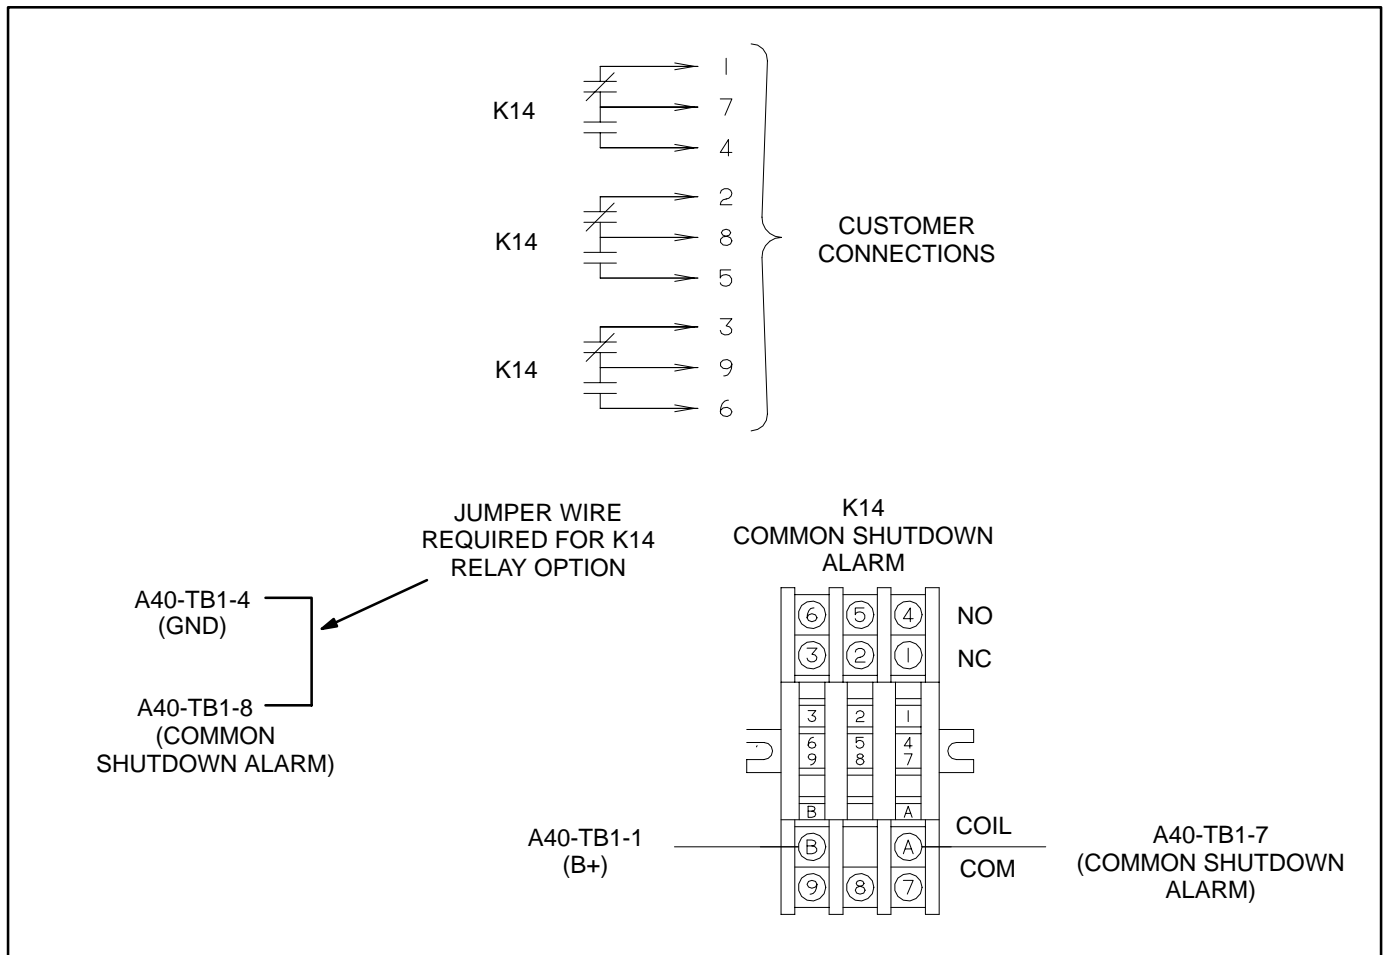 K14
1
7
4
K14
2
8
5
K14
3
9
6
CUSTOMER
CONNECTIONS
JUMPER WIRE
REQUIRED FOR K14
RELAY OPTION
A40-TB1-4
(GND)
A40-TB1-8
(COMMON
SHUTDOWN ALARM)
K14
COMMON SHUTDOWN
ALARM
6 5 4 NO
3 2 1 NC
3 2 1
6 5 4
9 8 7
B A
A40-TB1-1
(B+)
B A COIL
9 8 7 COM
A40-TB1-7
(COMMON SHUTDOWN
ALARM)